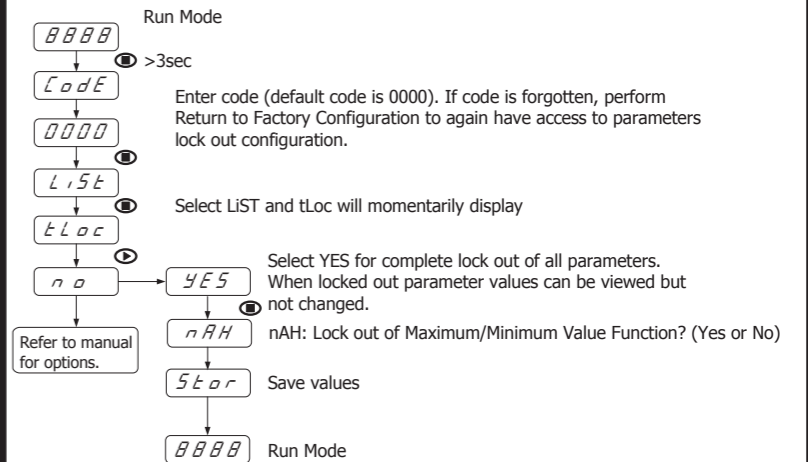 Run Mode
8888
>3sec
CodE
Enter code (default code is 0000). If code is forgotten, perform
Return to Factory Configuration to again have access to parameters
lock out configuration.
0000
LiSt
Select LiST and tLoc will momentarily display
tLoc
no
YES
Select YES for complete lock out of all parameters.
When locked out parameter values can be viewed but
not changed.
Refer to manual
for options.
nAH
nAH: Lock out of Maximum/Minimum Value Function? (Yes or No)
Stor
Save values
8888
Run Mode